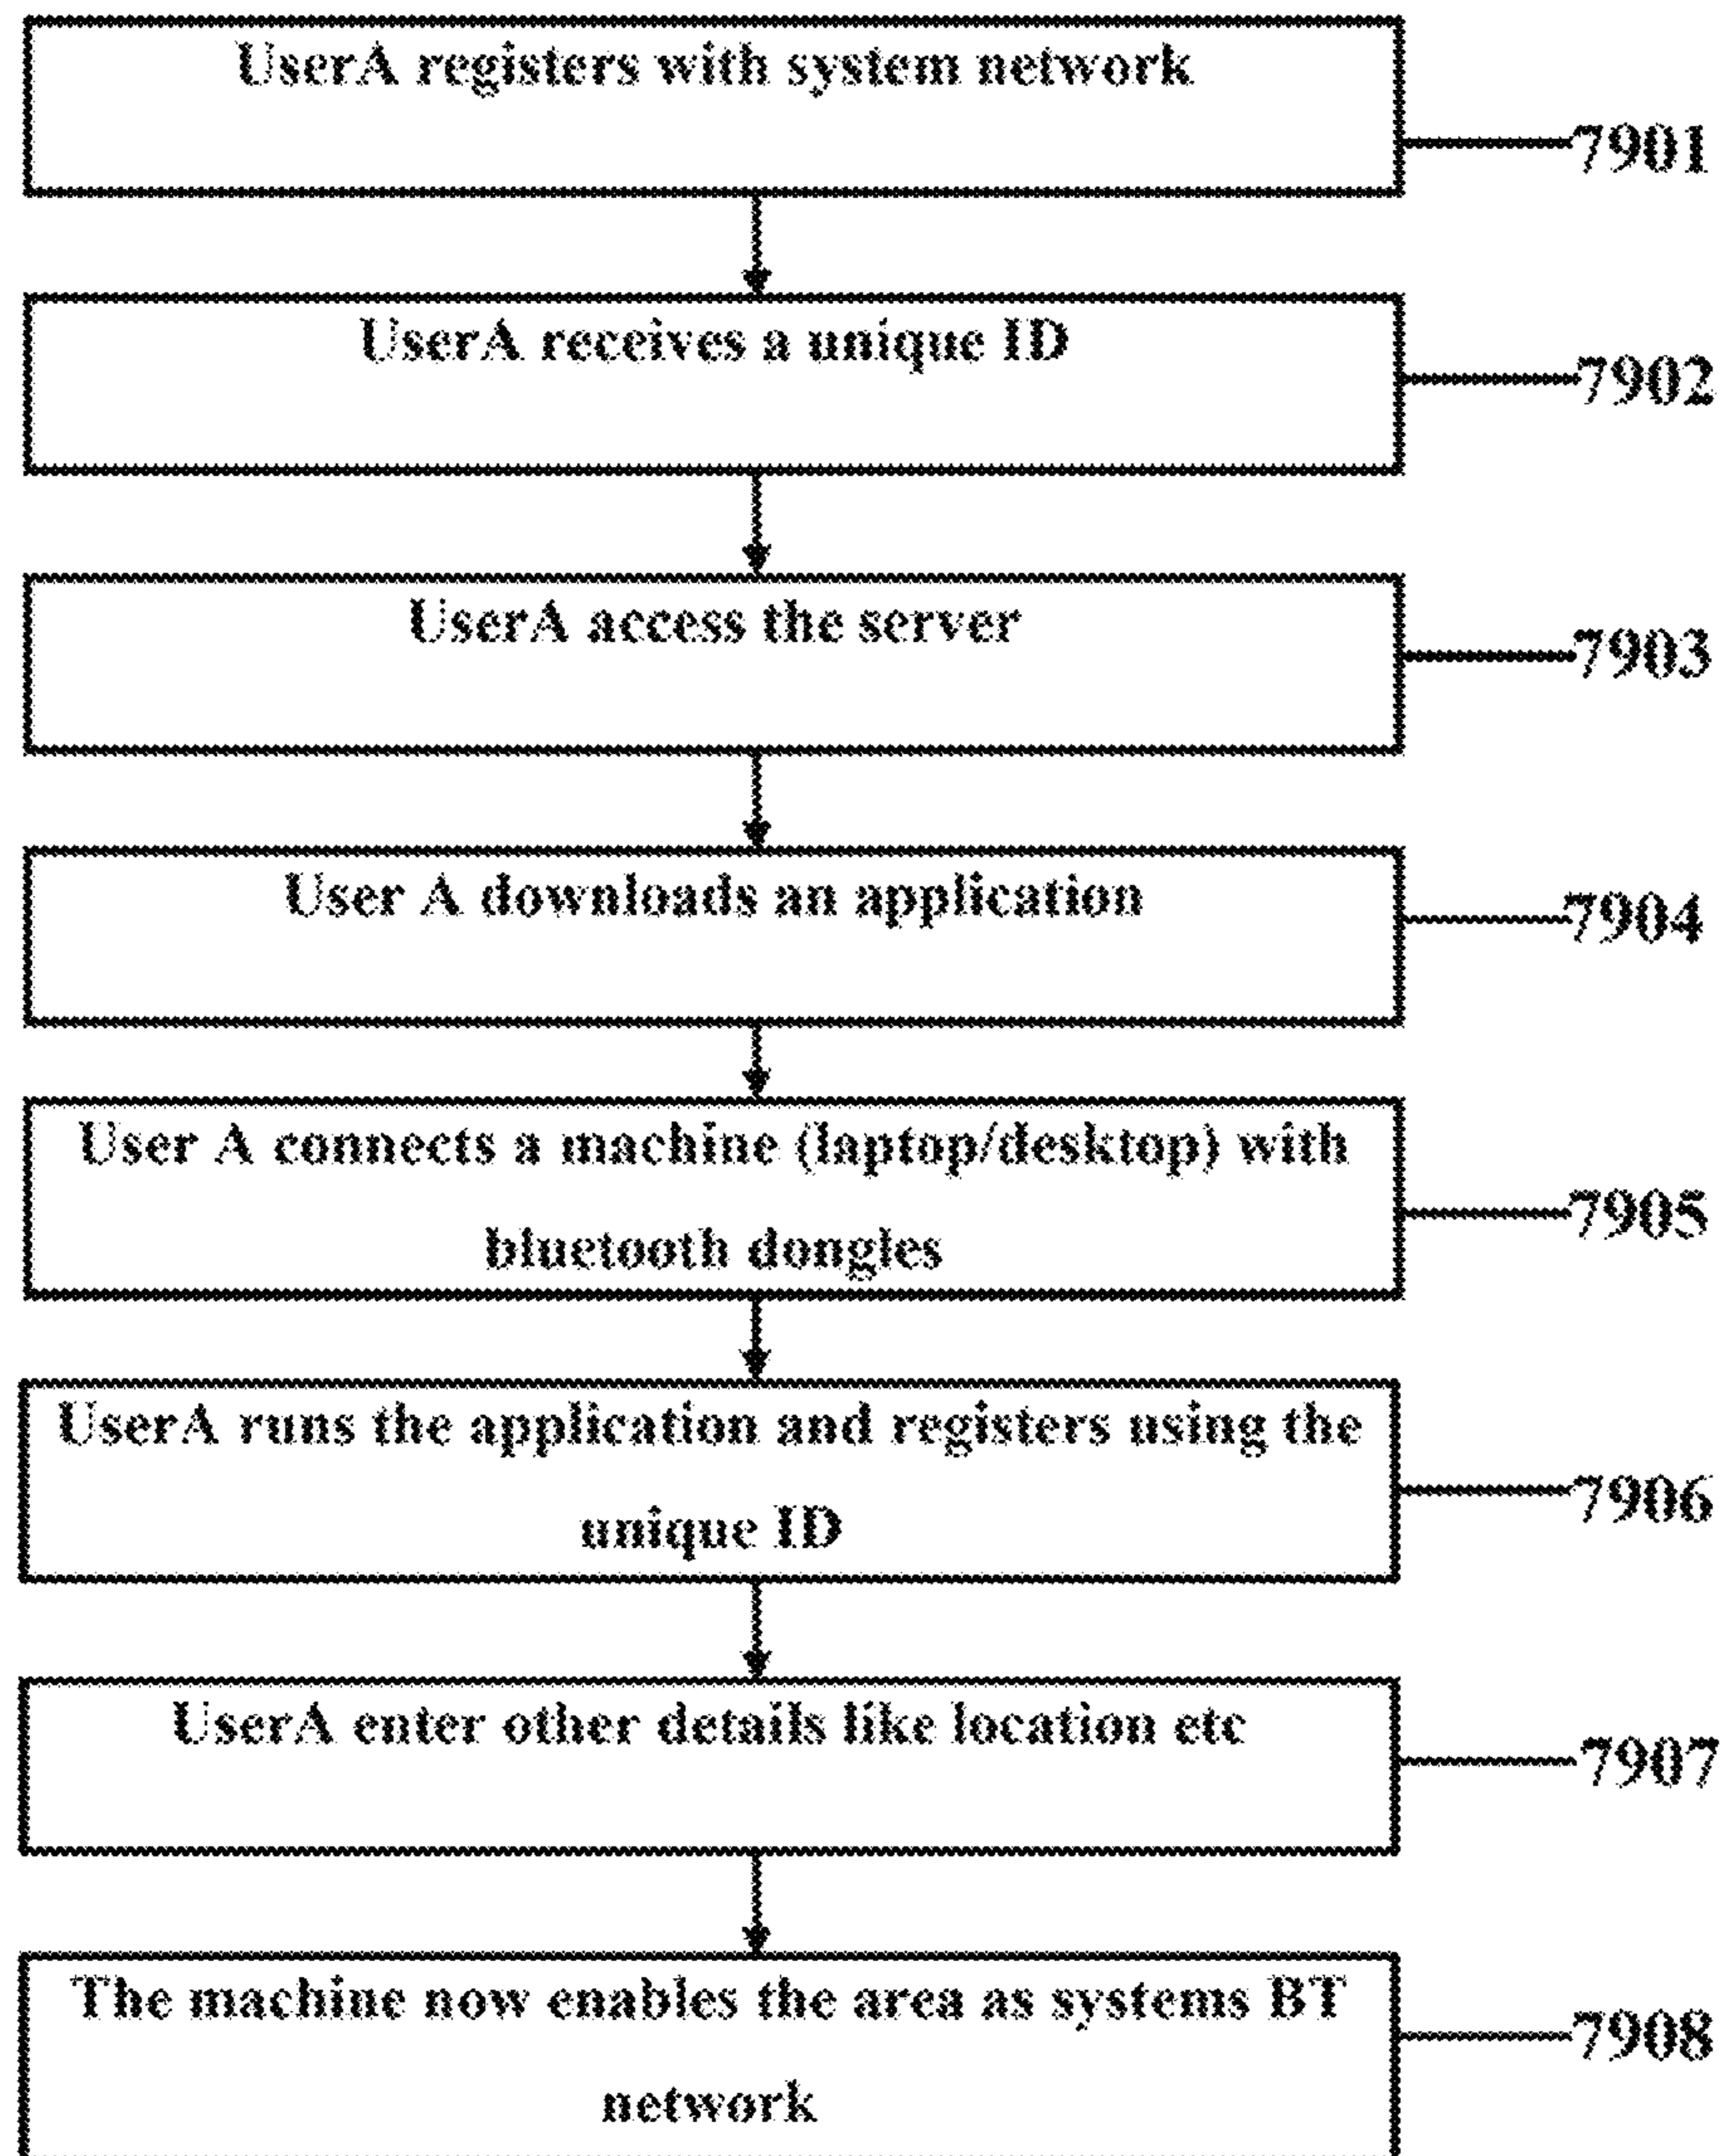 UserA registers with system network
7901
UserA receives a unique ID
7902
UserA access the server
7903
User A downloads an application
7904
User A connects a machine (laptop/desktop) with
bluetooth dongles
7905
UserA runs the application and registers using the
unique ID
7906
UserA enter other details like location etc
7907
The machine now enables the area as systems BT
network
7908